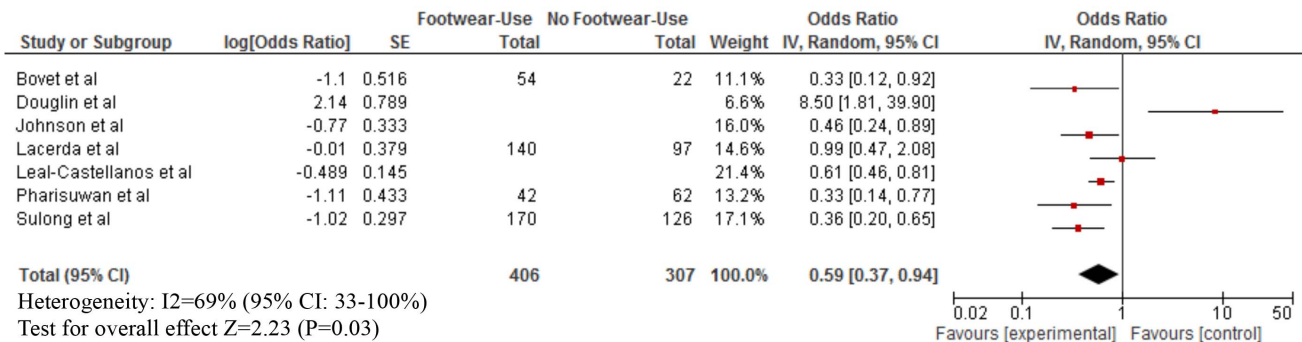 Footwear-Use No Footwear-Use Odds Ratio Odds Ratio
Study or Subgroup log[Odds Ratio] SE Total Total Weight IV, Random, 95% CI IV, Random, 95% CI
Bovet et al -1.1 0.516 54 22 11.1% 0.33 [0.12, 0.92]
Douglin et al 2.14 0.789 6.6% 8.50 [1.81, 39.90]
Johnson et al -0.77 0.333 16.0% 0.46 [0.24, 0.89]
Lacerda et al -0.01 0.379 140 97 14.6% 0.99 [0.47, 2.08]
Leal-Castellanos et al -0.489 0.145 21.4% 0.61 [0.46, 0.81]
Pharisuwan et al -1.11 0.433 42 62 13.2% 0.33 [0.14, 0.77]
Sulong et al -1.02 0.297 170 126 17.1% 0.36 [0.20, 0.65]
Total (95% CI) 406 307 100.0% 0.59 [0.37, 0.94]
Heterogeneity: I2=69% (95% CI: 33-100%)
Test for overall effect Z=2.23 (P=0.03)
0.02 0.1 1 10 50
Favours [experimental] Favours [control]